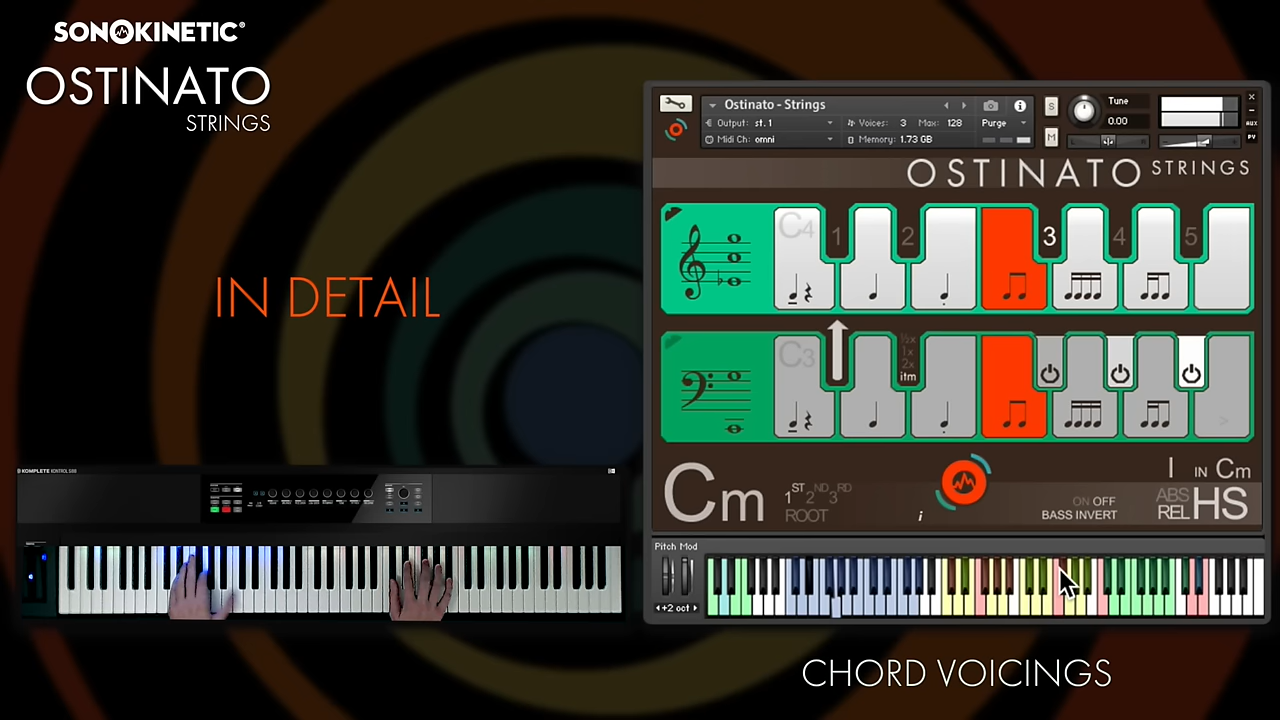 SONOKINETIC®
OSTINATO
STRINGS
IN DETAIL
Ostinato - Strings
Output: st. 1
Voices: 3 Max: 128
Purge
Midi Ch: omni
Memory: 1.73 GB
S
M
Tune
0.00
AUX
PV
L
R
OSTINATO STRINGS
C4
1
2
3
4
5
C3
½x
1x
2x
itm
Cm
1ST 2ND 3RD
ROOT
i
ON OFF
BASS INVERT
I IN Cm
ABS
REL HS
Pitch Mod
+2 oct
KOMPLETE KONTROL S88
CHORD VOICINGS